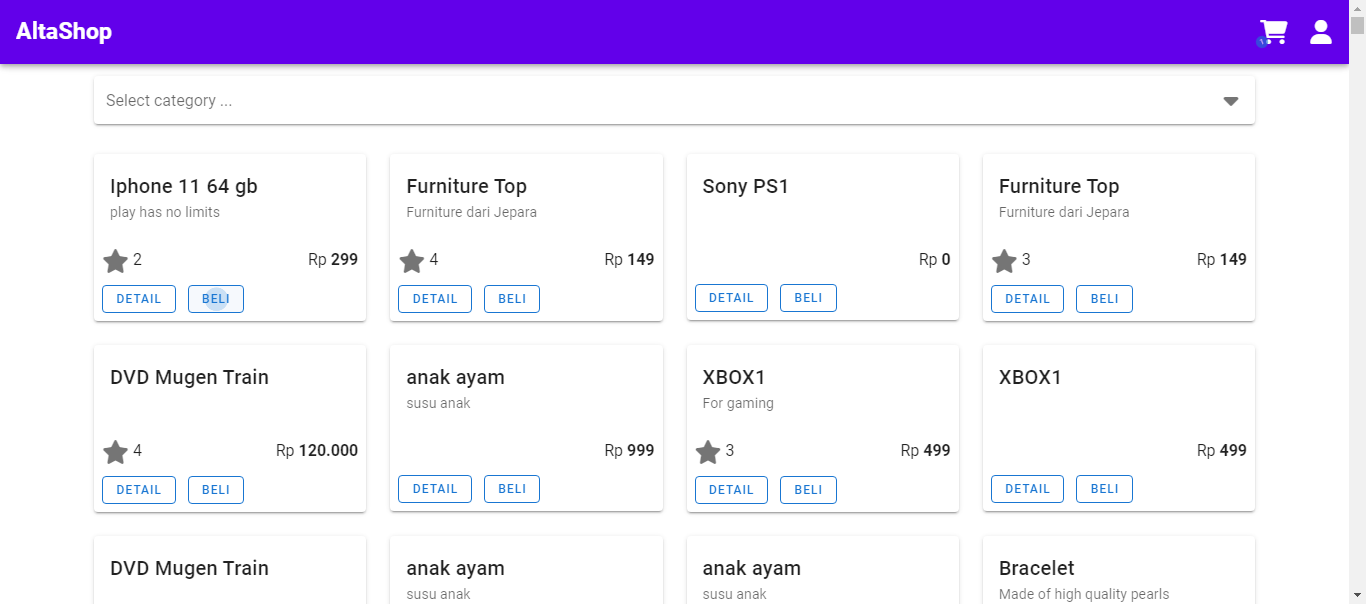 AltaShop
Select category ...
Iphone 11 64 gb
play has no limits
2
Rp 299
DETAIL
BELI
Furniture Top
Furniture dari Jepara
4
Rp 149
DETAIL
BELI
Sony PS1
Rp 0
DETAIL
BELI
Furniture Top
Furniture dari Jepara
3
Rp 149
DETAIL
BELI
DVD Mugen Train
4
Rp 120.000
DETAIL
BELI
anak ayam
susu anak
Rp 999
DETAIL
BELI
XBOX1
For gaming
3
Rp 499
DETAIL
BELI
XBOX1
Rp 499
DETAIL
BELI
DVD Mugen Train
anak ayam
susu anak
anak ayam
susu anak
Bracelet
Made of high quality pearls